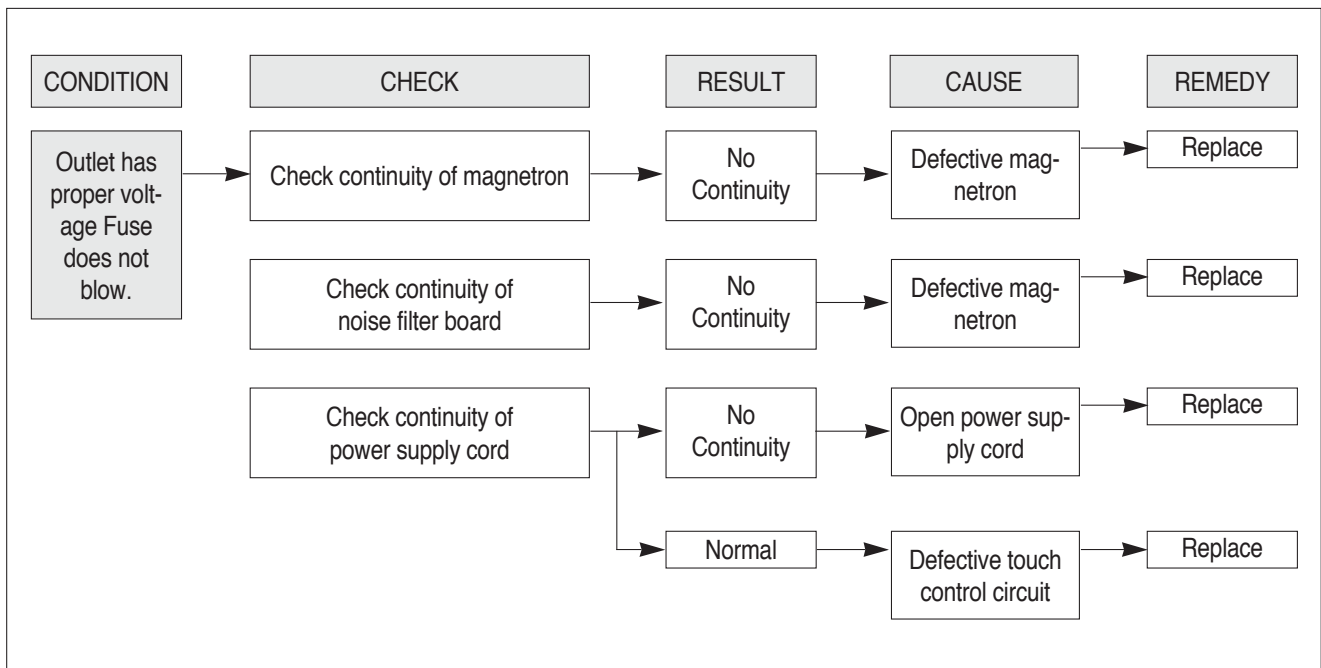 CONDITION
CHECK
RESULT
CAUSE
REMEDY
Outlet has
proper volt-
age Fuse
does not
blow.
Check continuity of magnetron
No
Continuity
Defective mag-
netron
Replace
Check continuity of
noise filter board
No
Continuity
Defective mag-
netron
Replace
Check continuity of
power supply cord
No
Continuity
Open power sup-
ply cord
Replace
Normal
Defective touch
control circuit
Replace